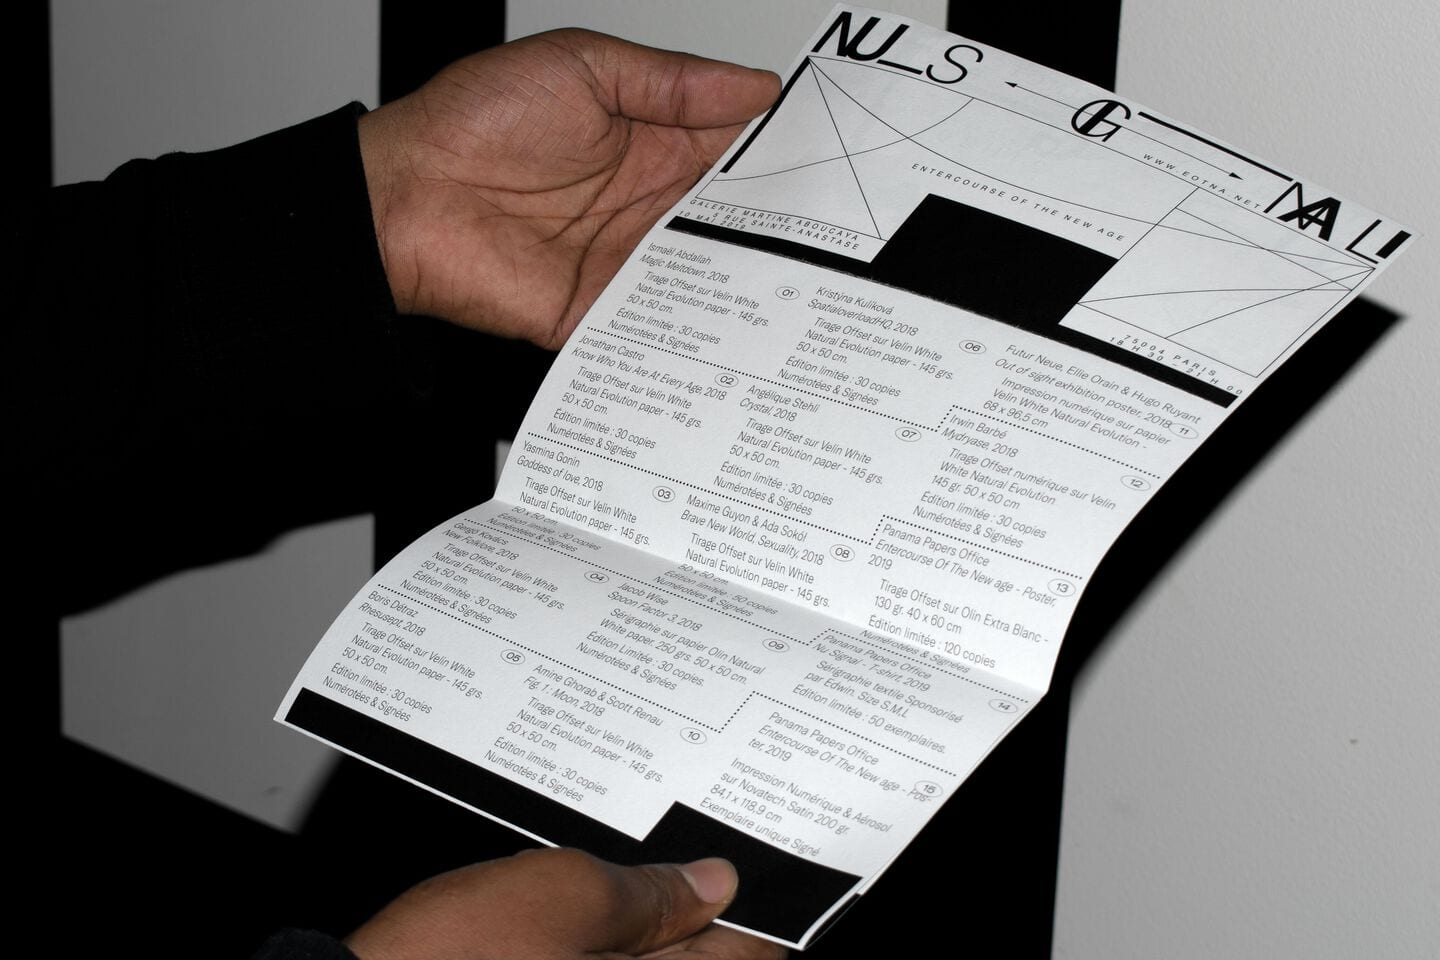 NU_S
G
NAL
WWW.EOTNA.NET
ENTERCOURSE OF THE NEW AGE
GALERIE MARTINE ABOUCAYA
5 RUE SAINTE-ANASTASE
10 MAI 2019
75004 PARIS
18 H 30 – 21 H 00
Ismaël Abdallah
Magic Meltdown, 2018
01
Tirage Offset sur Velin White
Natural Evolution paper - 145 grs.
50 x 50 cm.
Edition limitée : 30 copies
Numérotées & Signées
Jonathan Castro
Know Who You Are At Every Age, 2018
02
Tirage Offset sur Velin White
Natural Evolution paper - 145 grs.
50 x 50 cm.
Edition limitée : 30 copies
Numérotées & Signées
Yasmina Gonin
Goddess of love, 2018
03
Tirage Offset sur Velin White
Natural Evolution paper - 145 grs.
50 x 50 cm.
Edition limitée : 30 copies
Numérotées & Signées
Gergö Kovács
New Folklore, 2018
04
Tirage Offset sur Velin White
Natural Evolution paper - 145 grs.
50 x 50 cm.
Edition limitée : 30 copies
Numérotées & Signées
Boris Détraz
Rhesusept, 2018
05
Tirage Offset sur Velin White
Natural Evolution paper - 145 grs.
50 x 50 cm.
Edition limitée : 30 copies
Numérotées & Signées
Kristýna Kulíková
SpatialoverloadHQ, 2018
06
Tirage Offset sur Velin White
Natural Evolution paper - 145 grs.
50 x 50 cm.
Édition limitée : 30 copies
Numérotées & Signées
Angélique Stehli
Crystal, 2018
07
Tirage Offset sur Velin White
Natural Evolution paper - 145 grs.
50 x 50 cm.
Édition limitée : 30 copies
Numérotées & Signées
Maxime Guyon & Ada Sokół
Brave New World, Sexuality, 2018
08
Tirage Offset sur Velin White
Natural Evolution paper - 145 grs.
50 x 50 cm.
Edition limitée : 50 copies
Numérotées & Signées
Jacob Wise
Spoon Factor 3, 2018
09
Sérigraphie sur papier Olin Natural
White paper, 250 grs. 50 x 50 cm.
Edition Limitée : 30 copies.
Numérotées & Signées
Amine Ghorab & Scott Renau
Fig. 1 : Moon, 2018
10
Tirage Offset sur Velin White
Natural Evolution paper - 145 grs.
50 x 50 cm.
Edition limitée : 30 copies
Numérotées & Signées
Futur Neue, Ellie Orain & Hugo Ruyant
Out of sight exhibition poster, 2018
11
Impression numérique sur papier
Velin White Natural Evolution -
68 x 96,5 cm
Irwin Barbé
Mydryase, 2018
12
Tirage Offset numérique sur Velin
White Natural Evolution
145 gr. 50 x 50 cm
Édition limitée : 30 copies
Numérotées & Signées
Panama Papers Office
Entercourse Of The New age - Poster,
2019
13
Tirage Offset sur Olin Extra Blanc -
130 gr. 40 x 60 cm
Édition limitée : 120 copies
Numérotées & Signées
Panama Papers Office
Nu Signal - T-shirt, 2019
14
Sérigraphie textile Sponsorisé
par Edwin. Size S.M.L
Edition limitée : 50 exemplaires.
Panama Papers Office
Entercourse Of The New age - Pos-
ter, 2019
15
Impression Numérique & Aérosol
sur Novatech Satin 200 gr.
84,1 x 118,9 cm
Exemplaire unique Signé